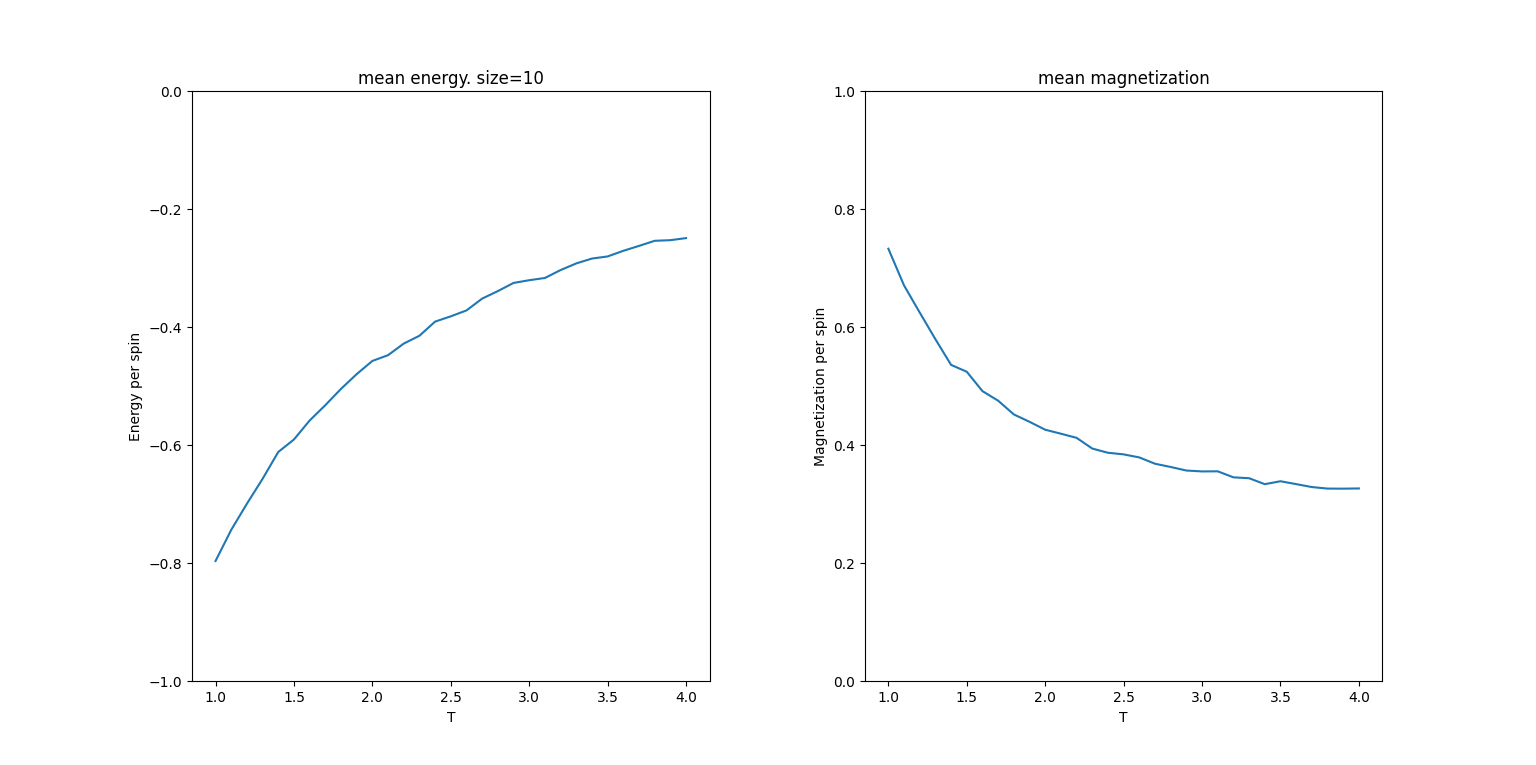 mean energy. size=10
0.0
−0.2
−0.4
−0.6
−0.8
−1.0
Energy per spin
1.0 1.5 2.0 2.5 3.0 3.5 4.0
T
mean magnetization
1.0
0.8
0.6
0.4
0.2
0.0
Magnetization per spin
1.0 1.5 2.0 2.5 3.0 3.5 4.0
T